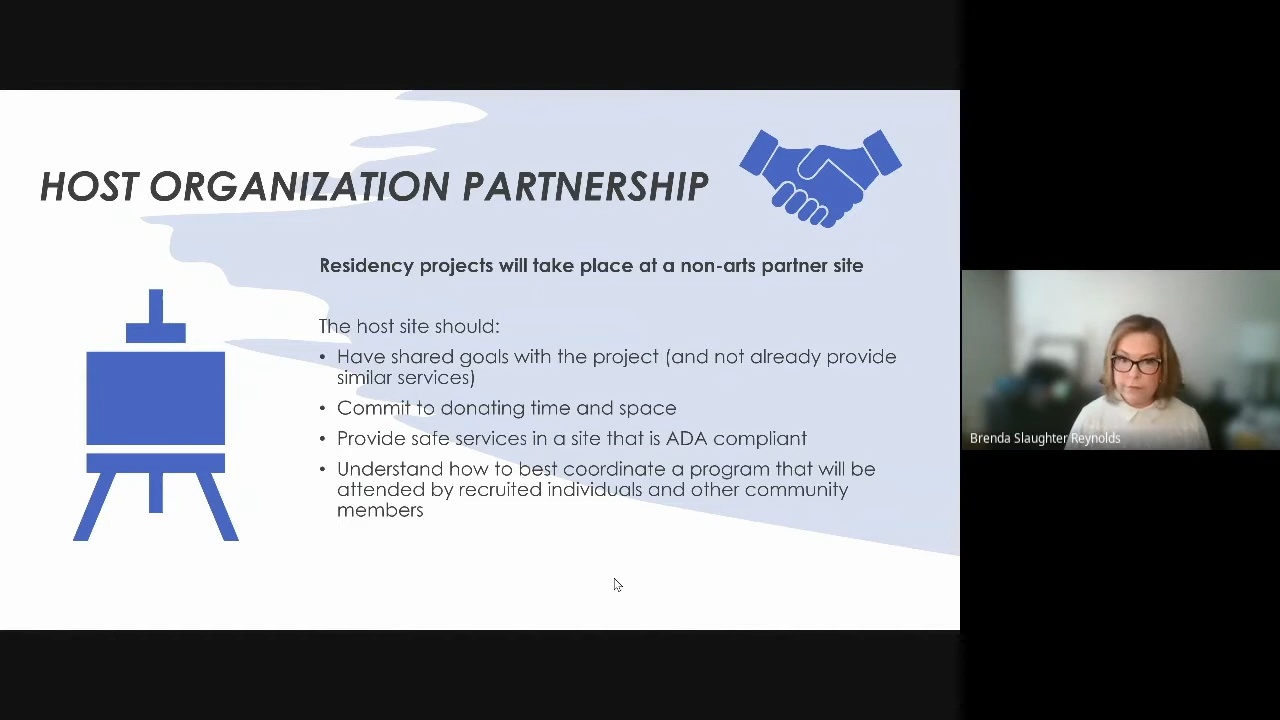 HOST ORGANIZATION PARTNERSHIP
Residency projects will take place at a non-arts partner site
The host site should:
• Have shared goals with the project (and not already provide
similar services)
• Commit to donating time and space
• Provide safe services in a site that is ADA compliant
• Understand how to best coordinate a program that will be
attended by recruited individuals and other community
members
Brenda Slaughter Reynolds